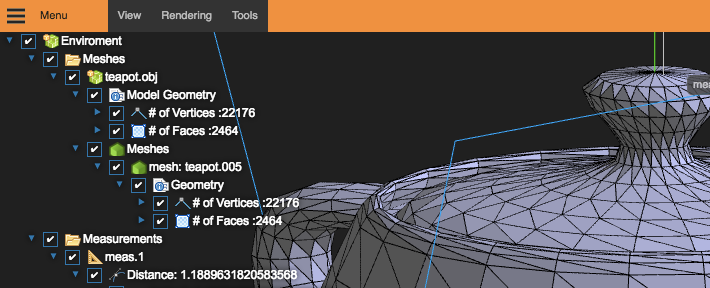 Menu View Rendering Tools
Enviroment
Meshes
teapot.obj
Model Geometry
# of Vertices :22176
# of Faces :2464
Meshes
mesh: teapot.005
Geometry
# of Vertices :22176
# of Faces :2464
Measurements
meas.1
Distance: 1.1889631820583568